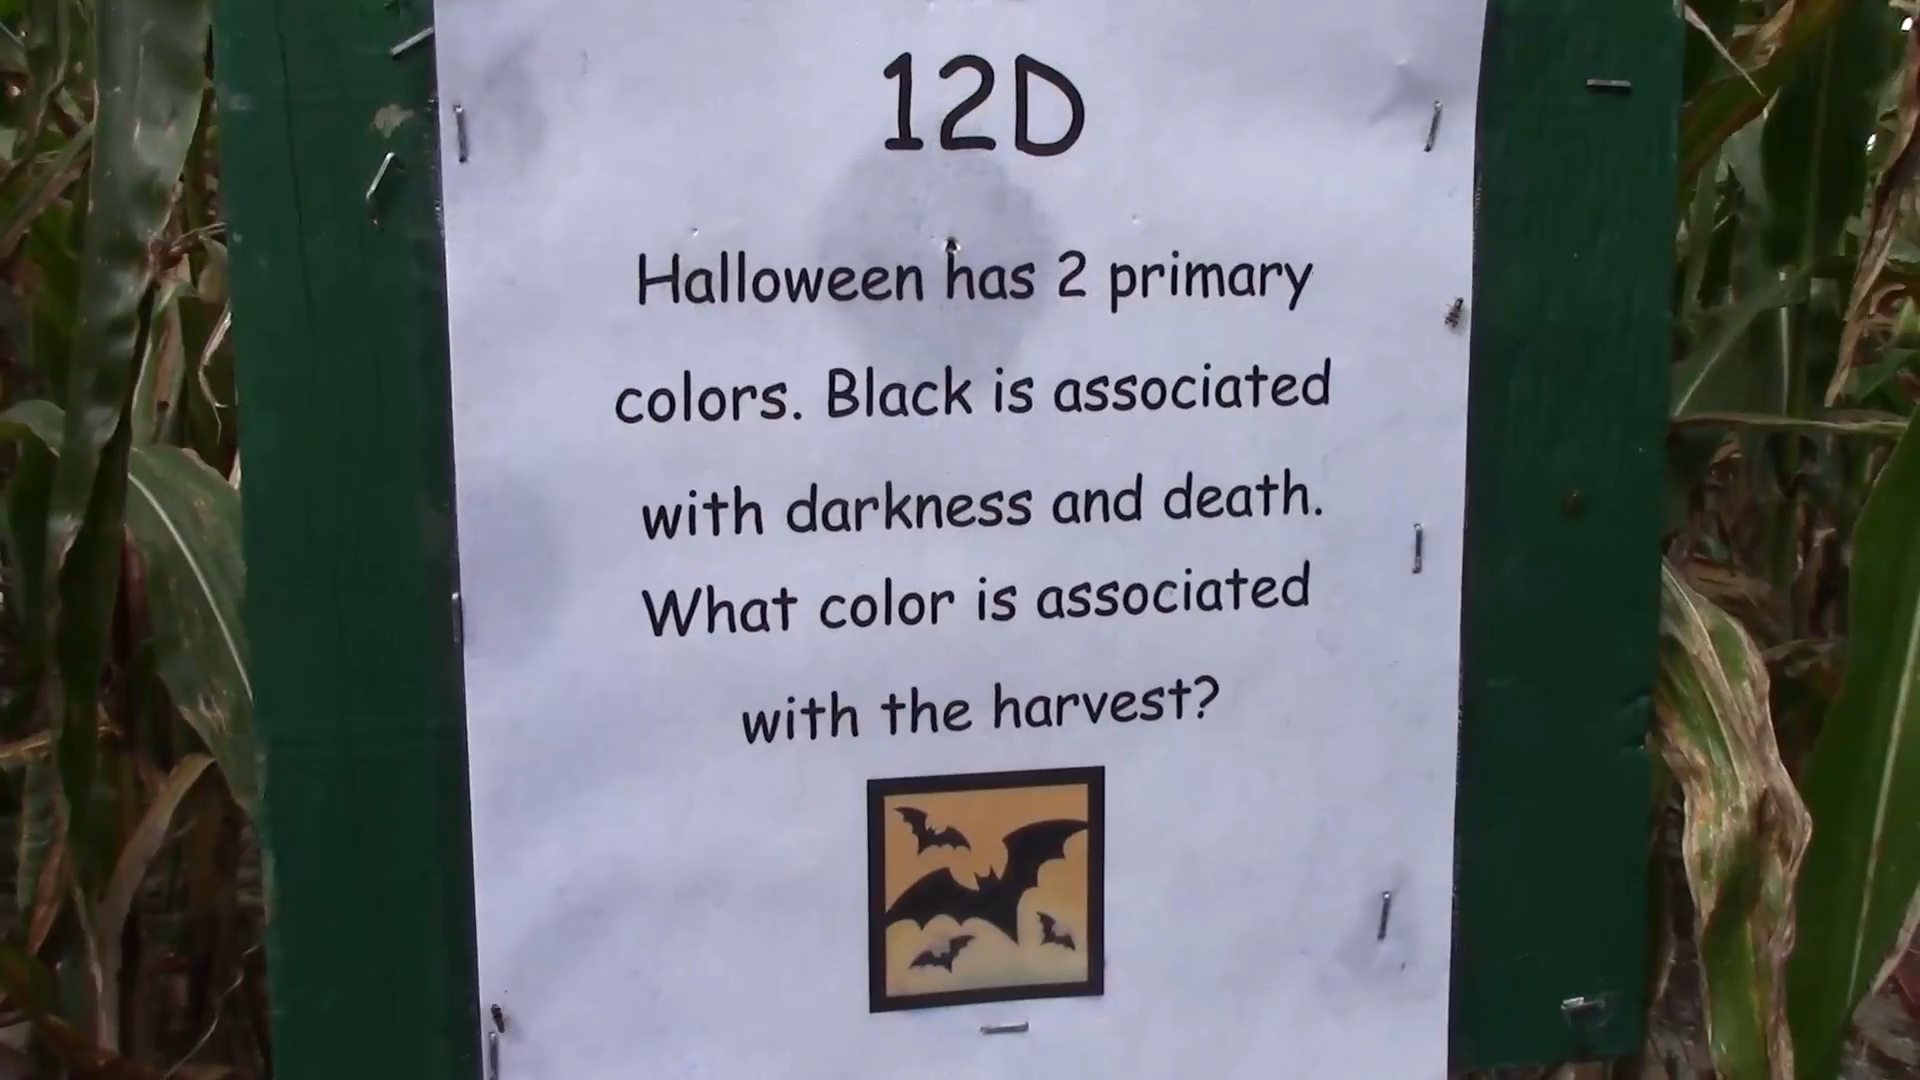 12D
Halloween has 2 primary
colors. Black is associated
with darkness and death.
What color is associated
with the harvest?